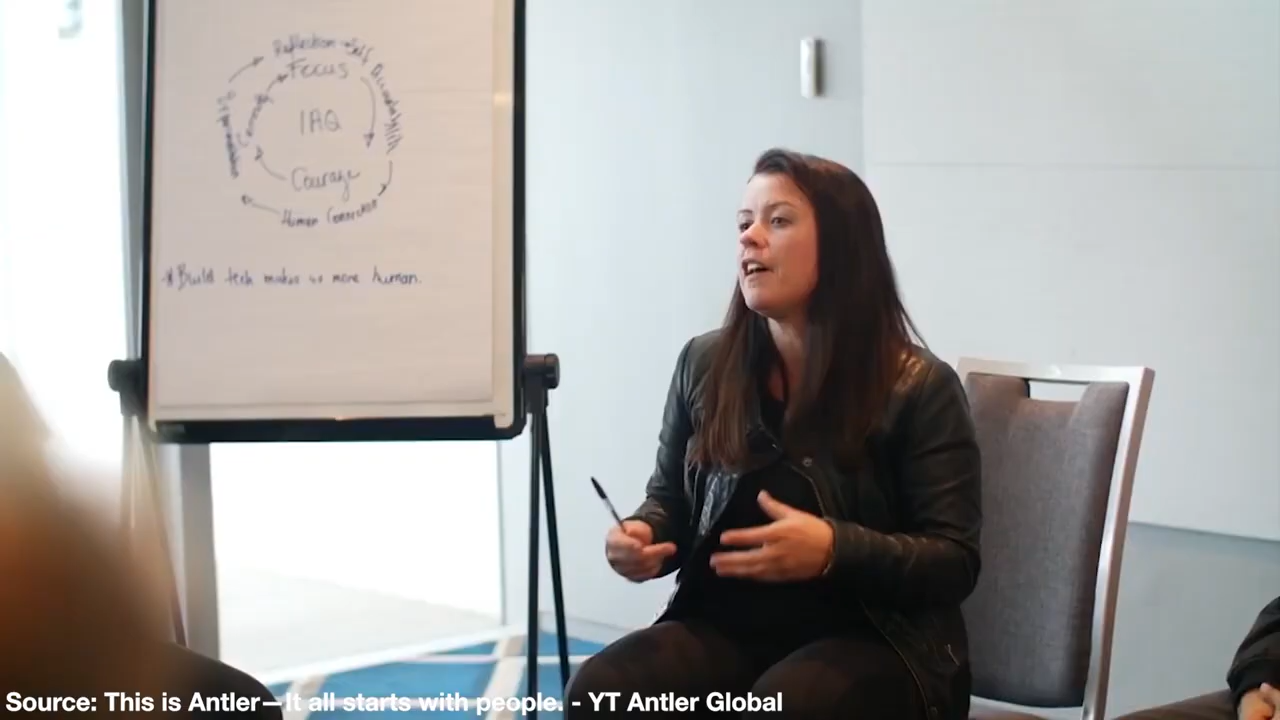 Reflection
Self
Accountability
Focus
IAQ
Courage
Human Connection
* Build tech makes us more human.
Source: This is Antler—It all starts with people. - YT Antler Global